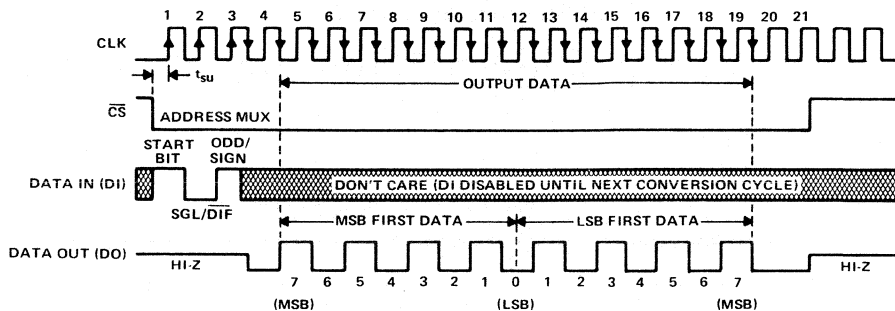 1 2 3 4 5 6 7 8 9 10 11 12 13 14 15 16 17 18 19 20 21
CLK
tsu
OUTPUT DATA
CS
ADDRESS MUX
START BIT
ODD/SIGN
DATA IN (DI)
DON'T CARE (DI DISABLED UNTIL NEXT CONVERSION CYCLE)
SGL/DIF
MSB FIRST DATA
LSB FIRST DATA
DATA OUT (DO)
HI-Z
HI-Z
7 6 5 4 3 2 1 0 1 2 3 4 5 6 7
(MSB) (LSB) (MSB)